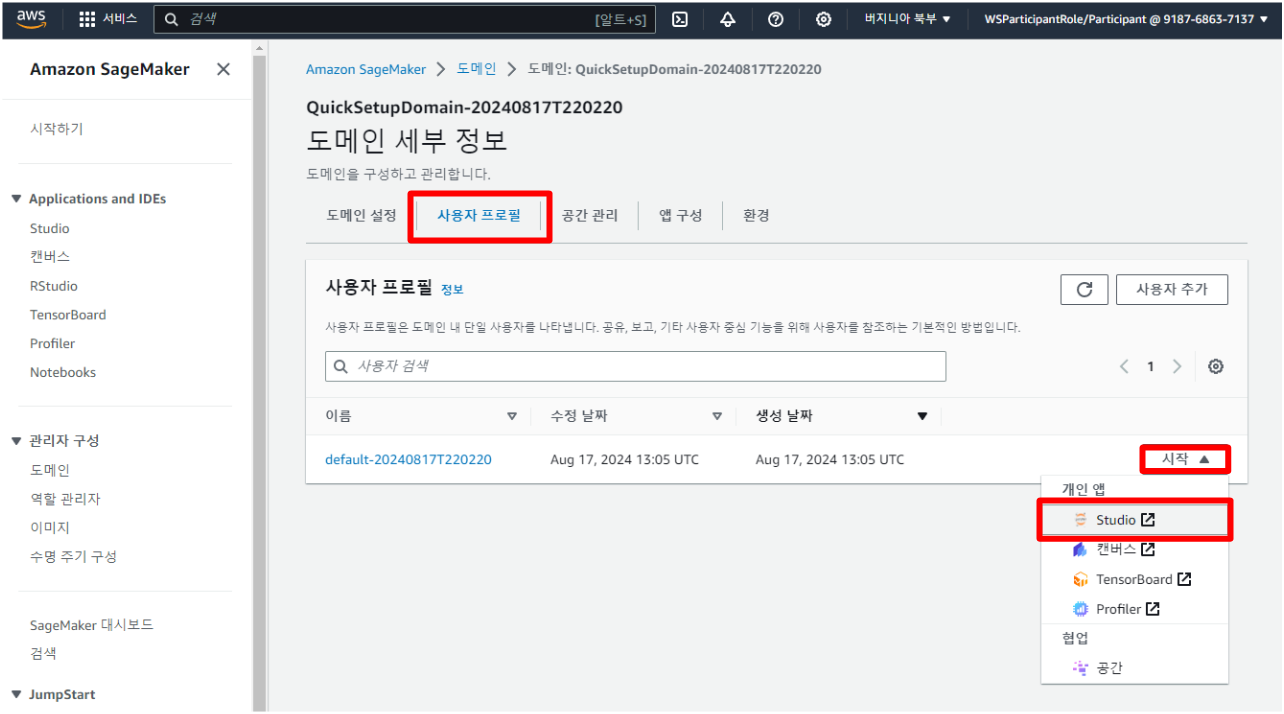 aws
서비스
검색
[알트+S]
버지니아 북부 ▼
WSParticipantRole/Participant @ 9187-6863-7137 ▼
Amazon SageMaker
시작하기
Applications and IDEs
Studio
캔버스
RStudio
TensorBoard
Profiler
Notebooks
관리자 구성
도메인
역할 관리자
이미지
수명 주기 구성
SageMaker 대시보드
검색
JumpStart
Amazon SageMaker > 도메인 > 도메인: QuickSetupDomain-20240817T220220
QuickSetupDomain-20240817T220220
도메인 세부 정보
도메인을 구성하고 관리합니다.
도메인 설정 사용자 프로필 공간 관리 앱 구성 환경
사용자 프로필 정보
사용자 추가
사용자 프로필은 도메인 내 단일 사용자를 나타냅니다. 공유, 보고, 기타 사용자 중심 기능을 위해 사용자를 참조하는 기본적인 방법입니다.
사용자 검색
< 1 >
이름 수정 날짜 생성 날짜
default-20240817T220220 Aug 17, 2024 13:05 UTC Aug 17, 2024 13:05 UTC 시작
개인 앱
Studio
캔버스
TensorBoard
Profiler
협업
공간